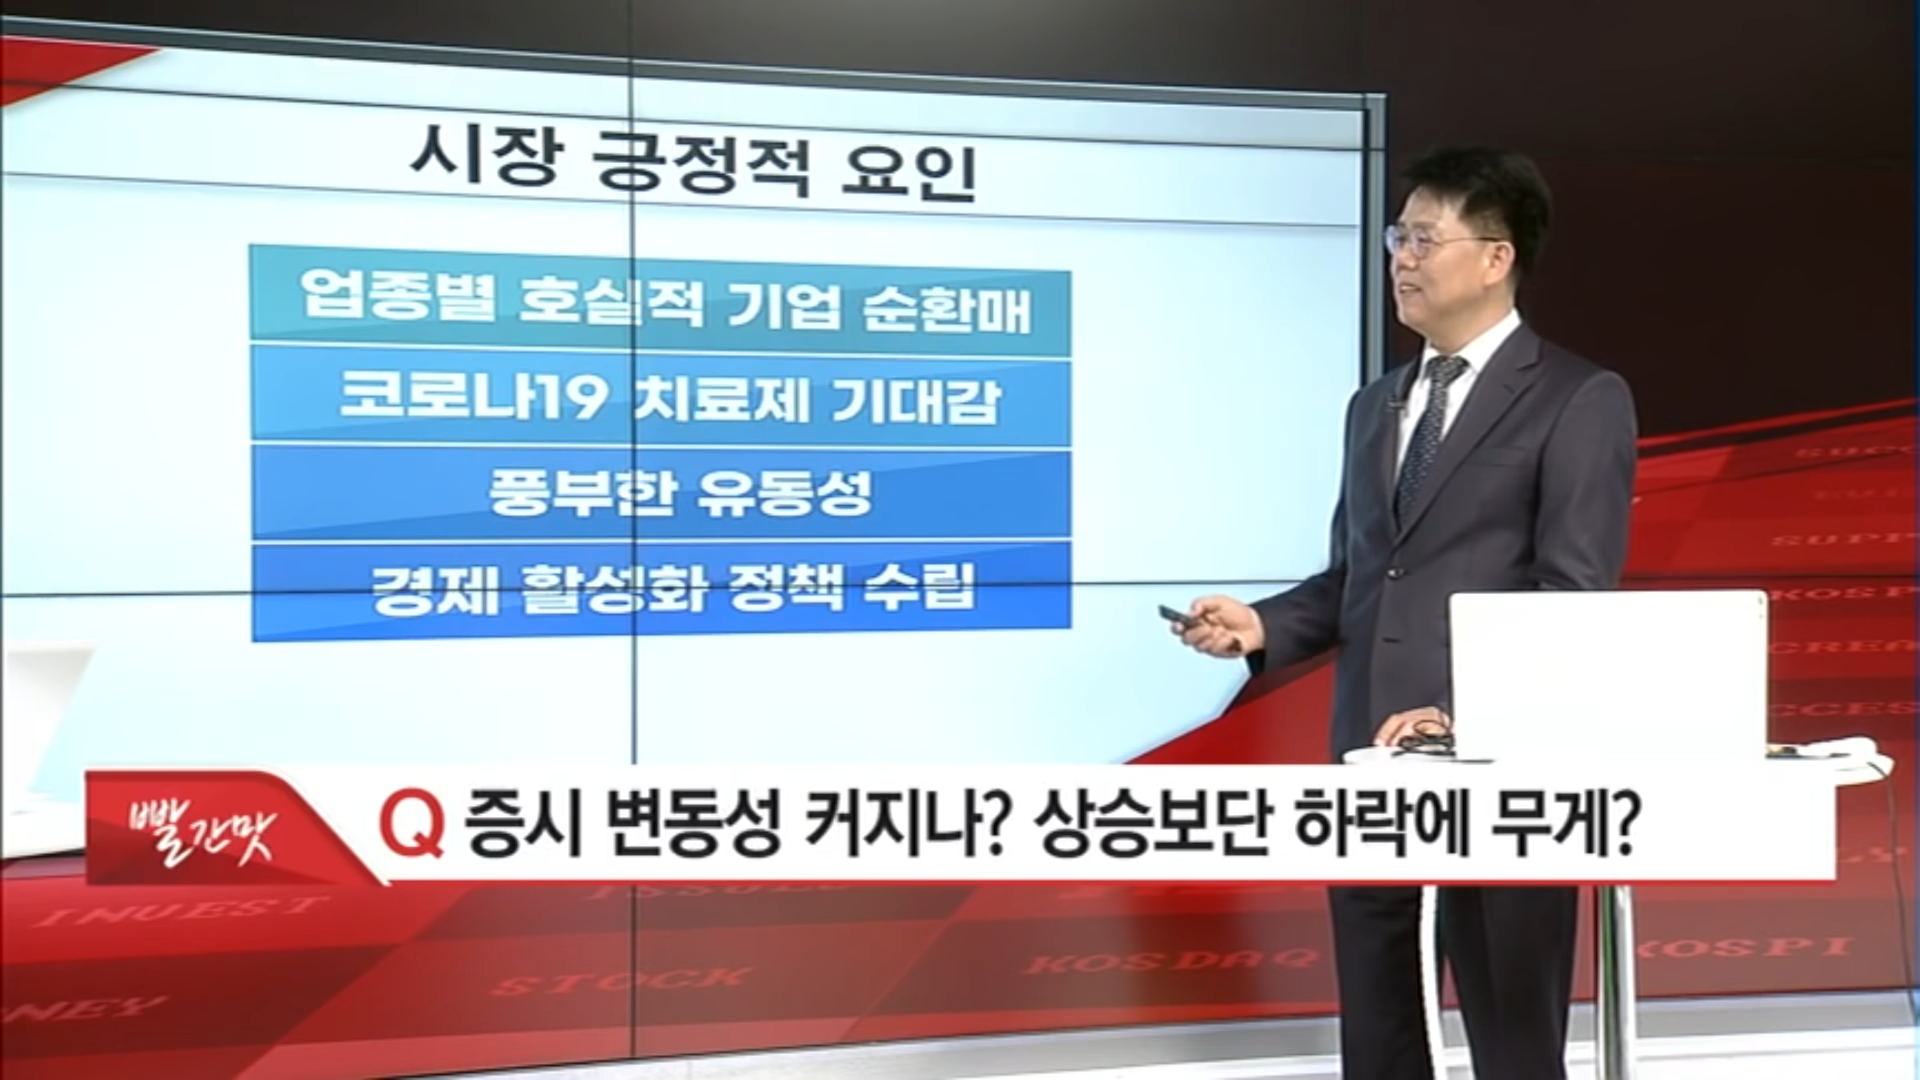 시장 긍정적 요인
업종별 호실적 기업 순환매
코로나19 치료제 기대감
풍부한 유동성
경제 활성화 정책 수립
빨간맛
Q 증시 변동성 커지나? 상승보단 하락에 무게?
INVEST
STOCK
KOSDAQ
KOSPI